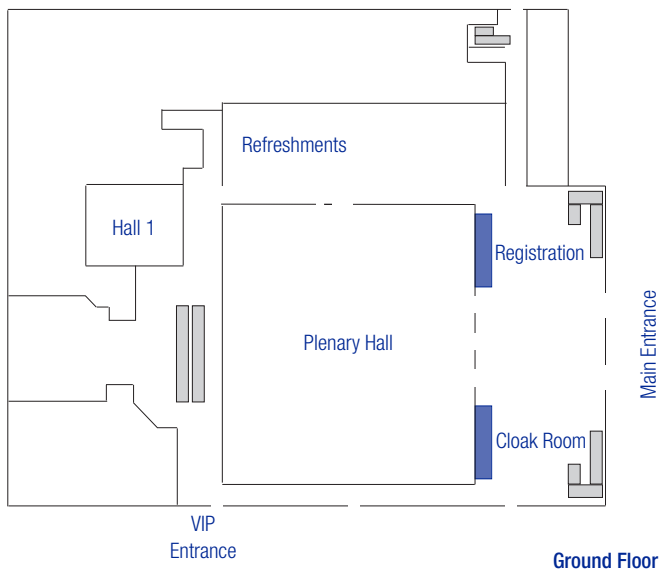 Refreshments
Hall 1
Registration
Plenary Hall
Main Entrance
Cloak Room
VIP
Entrance
Ground Floor